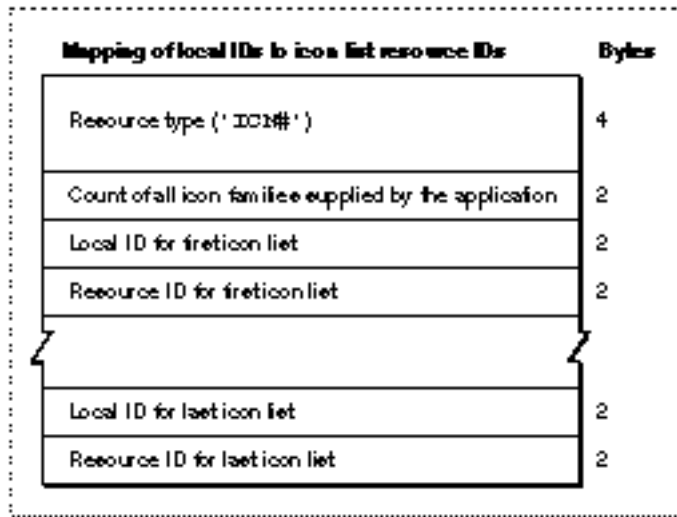 Mapping of local IDs to icon list resource IDs Bytes
Resource type ('ICN#') 4
Count of all icon families supplied by the application 2
Local ID for first icon list 2
Resource ID for first icon list 2
Local ID for last icon list 2
Resource ID for last icon list 2